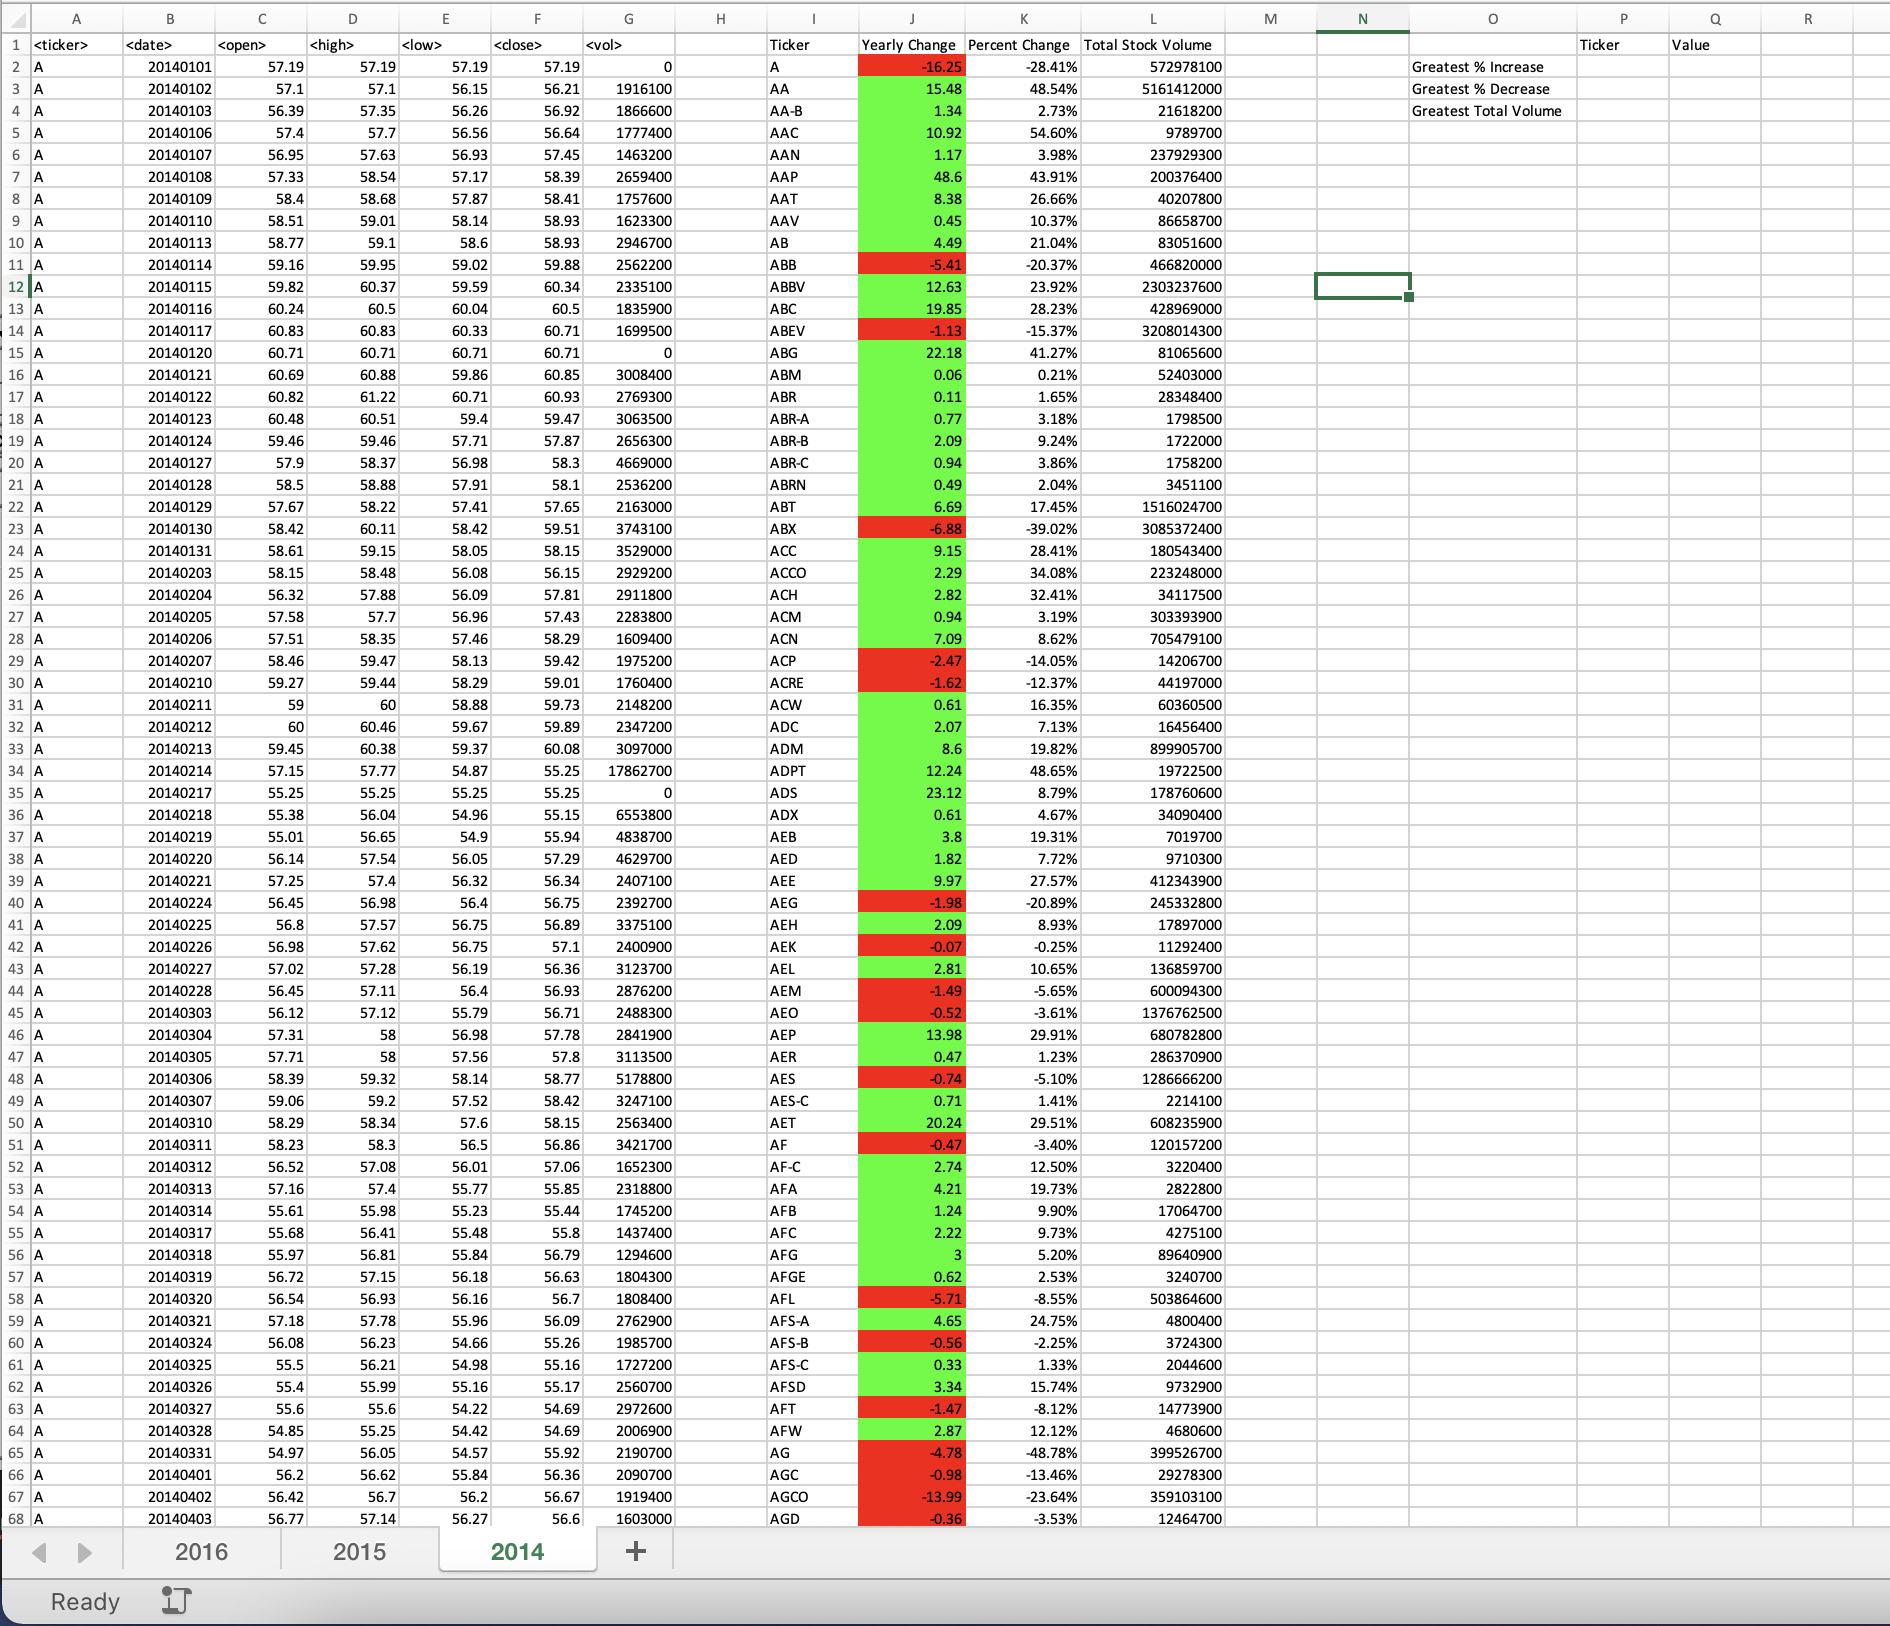 A B C D E F G H I J K L M N O P Q R
1 <ticker> <date> <open> <high> <low> <close> <vol> Ticker Yearly Change Percent Change Total Stock Volume Ticker Value
2 A 20140101 57.19 57.19 57.19 57.19 0 A -16.25 -28.41% 572978100 Greatest % Increase
3 A 20140102 57.1 57.1 56.15 56.21 1916100 AA 15.48 48.54% 5161412000 Greatest % Decrease
4 A 20140103 56.39 57.35 56.26 56.92 1866600 AA-B 1.34 2.73% 21618200 Greatest Total Volume
5 A 20140106 57.4 57.7 56.56 56.64 1777400 AAC 10.92 54.60% 9789700
6 A 20140107 56.95 57.63 56.93 57.45 1463200 AAN 1.17 3.98% 237929300
7 A 20140108 57.33 58.54 57.17 58.39 2659400 AAP 48.6 43.91% 200376400
8 A 20140109 58.4 58.68 57.87 58.41 1757600 AAT 8.38 26.66% 40207800
9 A 20140110 58.51 59.01 58.14 58.93 1623300 AAV 0.45 10.37% 86658700
10 A 20140113 58.77 59.1 58.6 58.93 2946700 AB 4.49 21.04% 83051600
11 A 20140114 59.16 59.95 59.02 59.88 2562200 ABB -5.41 -20.37% 466820000
12 A 20140115 59.82 60.37 59.59 60.34 2335100 ABBV 12.63 23.92% 2303237600
13 A 20140116 60.24 60.5 60.04 60.5 1835900 ABC 19.85 28.23% 428969000
14 A 20140117 60.83 60.83 60.33 60.71 1699500 ABEV -1.13 -15.37% 3208014300
15 A 20140120 60.71 60.71 60.71 60.71 0 ABG 22.18 41.27% 81065600
16 A 20140121 60.69 60.88 59.86 60.85 3008400 ABM 0.06 0.21% 52403000
17 A 20140122 60.82 61.22 60.71 60.93 2769300 ABR 0.11 1.65% 28348400
18 A 20140123 60.48 60.51 59.4 59.47 3063500 ABR-A 0.77 3.18% 1798500
19 A 20140124 59.46 59.46 57.71 57.87 2656300 ABR-B 2.09 9.24% 1722000
20 A 20140127 57.9 58.37 56.98 58.3 4669000 ABR-C 0.94 3.86% 1758200
21 A 20140128 58.5 58.88 57.91 58.1 2536200 ABRN 0.49 2.04% 3451100
22 A 20140129 57.67 58.22 57.41 57.65 2163000 ABT 6.69 17.45% 1516024700
23 A 20140130 58.42 60.11 58.42 59.51 3743100 ABX -6.88 -39.02% 3085372400
24 A 20140131 58.61 59.15 58.05 58.15 3529000 ACC 9.15 28.41% 180543400
25 A 20140203 58.15 58.48 56.08 56.15 2929200 ACCO 2.29 34.08% 223248000
26 A 20140204 56.32 57.88 56.09 57.81 2911800 ACH 2.82 32.41% 34117500
27 A 20140205 57.58 57.7 56.96 57.43 2283800 ACM 0.94 3.19% 303393900
28 A 20140206 57.51 58.35 57.46 58.29 1609400 ACN 7.09 8.62% 705479100
29 A 20140207 58.46 59.47 58.13 59.42 1975200 ACP -2.47 -14.05% 14206700
30 A 20140210 59.27 59.44 58.29 59.01 1760400 ACRE -1.62 -12.37% 44197000
31 A 20140211 59 60 58.88 59.73 2148200 ACW 0.61 16.35% 60360500
32 A 20140212 60 60.46 59.67 59.89 2347200 ADC 2.07 7.13% 16456400
33 A 20140213 59.45 60.38 59.37 60.08 3097000 ADM 8.6 19.82% 899905700
34 A 20140214 57.15 57.77 54.87 55.25 17862700 ADPT 12.24 48.65% 19722500
35 A 20140217 55.25 55.25 55.25 55.25 0 ADS 23.12 8.79% 178760600
36 A 20140218 55.38 56.04 54.96 55.15 6553800 ADX 0.61 4.67% 34090400
37 A 20140219 55.01 56.65 54.9 55.94 4838700 AEB 3.8 19.31% 7019700
38 A 20140220 56.14 57.54 56.05 57.29 4629700 AED 1.82 7.72% 9710300
39 A 20140221 57.25 57.4 56.32 56.34 2407100 AEE 9.97 27.57% 412343900
40 A 20140224 56.45 56.98 56.4 56.75 2392700 AEG -1.98 -20.89% 245332800
41 A 20140225 56.8 57.57 56.75 56.89 3375100 AEH 2.09 8.93% 17897000
42 A 20140226 56.98 57.62 56.75 57.1 2400900 AEK -0.07 -0.25% 11292400
43 A 20140227 57.02 57.28 56.19 56.36 3123700 AEL 2.81 10.65% 136859700
44 A 20140228 56.45 57.11 56.4 56.93 2876200 AEM -1.49 -5.65% 600094300
45 A 20140303 56.12 57.12 55.79 56.71 2488300 AEO -0.52 -3.61% 1376762500
46 A 20140304 57.31 58 56.98 57.78 2841900 AEP 13.98 29.91% 680782800
47 A 20140305 57.71 58 57.56 57.8 3113500 AER 0.47 1.23% 286370900
48 A 20140306 58.39 59.32 58.14 58.77 5178800 AES -0.74 -5.10% 1286666200
49 A 20140307 59.06 59.2 57.52 58.42 3247100 AES-C 0.71 1.41% 2214100
50 A 20140310 58.29 58.34 57.6 58.15 2563400 AET 20.24 29.51% 608235900
51 A 20140311 58.23 58.3 56.5 56.86 3421700 AF -0.47 -3.40% 120157200
52 A 20140312 56.52 57.08 56.01 57.06 1652300 AF-C 2.74 12.50% 3220400
53 A 20140313 57.16 57.4 55.77 55.85 2318800 AFA 4.21 19.73% 2822800
54 A 20140314 55.61 55.98 55.23 55.44 1745200 AFB 1.24 9.90% 17064700
55 A 20140317 55.68 56.41 55.48 55.8 1437400 AFC 2.22 9.73% 4275100
56 A 20140318 55.97 56.81 55.84 56.79 1294600 AFG 3 5.20% 89640900
57 A 20140319 56.72 57.15 56.18 56.63 1804300 AFGE 0.62 2.53% 3240700
58 A 20140320 56.54 56.93 56.16 56.7 1808400 AFL -5.71 -8.55% 503864600
59 A 20140321 57.18 57.78 55.96 56.09 2762900 AFS-A 4.65 24.75% 4800400
60 A 20140324 56.08 56.23 54.66 55.26 1985700 AFS-B -0.56 -2.25% 3724300
61 A 20140325 55.5 56.21 54.98 55.16 1727200 AFS-C 0.33 1.33% 2044600
62 A 20140326 55.4 55.99 55.16 55.17 2560700 AFSD 3.34 15.74% 9732900
63 A 20140327 55.6 55.6 54.22 54.69 2972600 AFT -1.47 -8.12% 14773900
64 A 20140328 54.85 55.25 54.42 54.69 2006900 AFW 2.87 12.12% 4680600
65 A 20140331 54.97 56.05 54.57 55.92 2190700 AG -4.78 -48.78% 399526700
66 A 20140401 56.2 56.62 55.84 56.36 2090700 AGC -0.98 -13.46% 29278300
67 A 20140402 56.42 56.7 56.2 56.67 1919400 AGCO -13.99 -23.64% 359103100
68 A 20140403 56.77 57.14 56.27 56.6 1603000 AGD -0.36 -3.53% 12464700
2016 2015 2014 +
Ready